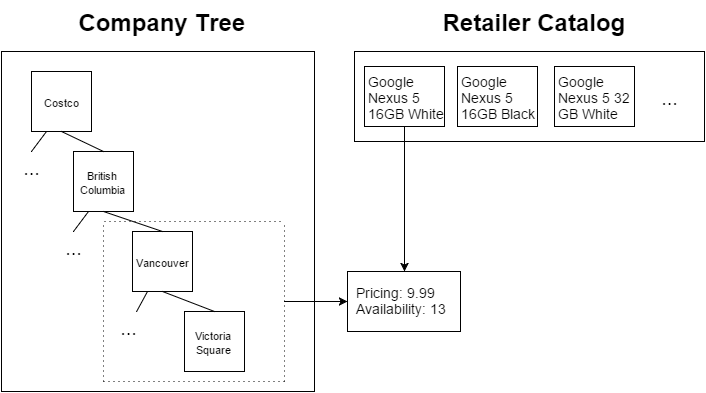 Company Tree
Retailer Catalog
Costco
...
British
Columbia
...
Vancouver
...
Victoria
Square
Google
Nexus 5
16GB White
Google
Nexus 5
16GB Black
Google
Nexus 5 32
GB White
...
Pricing: 9.99
Availability: 13